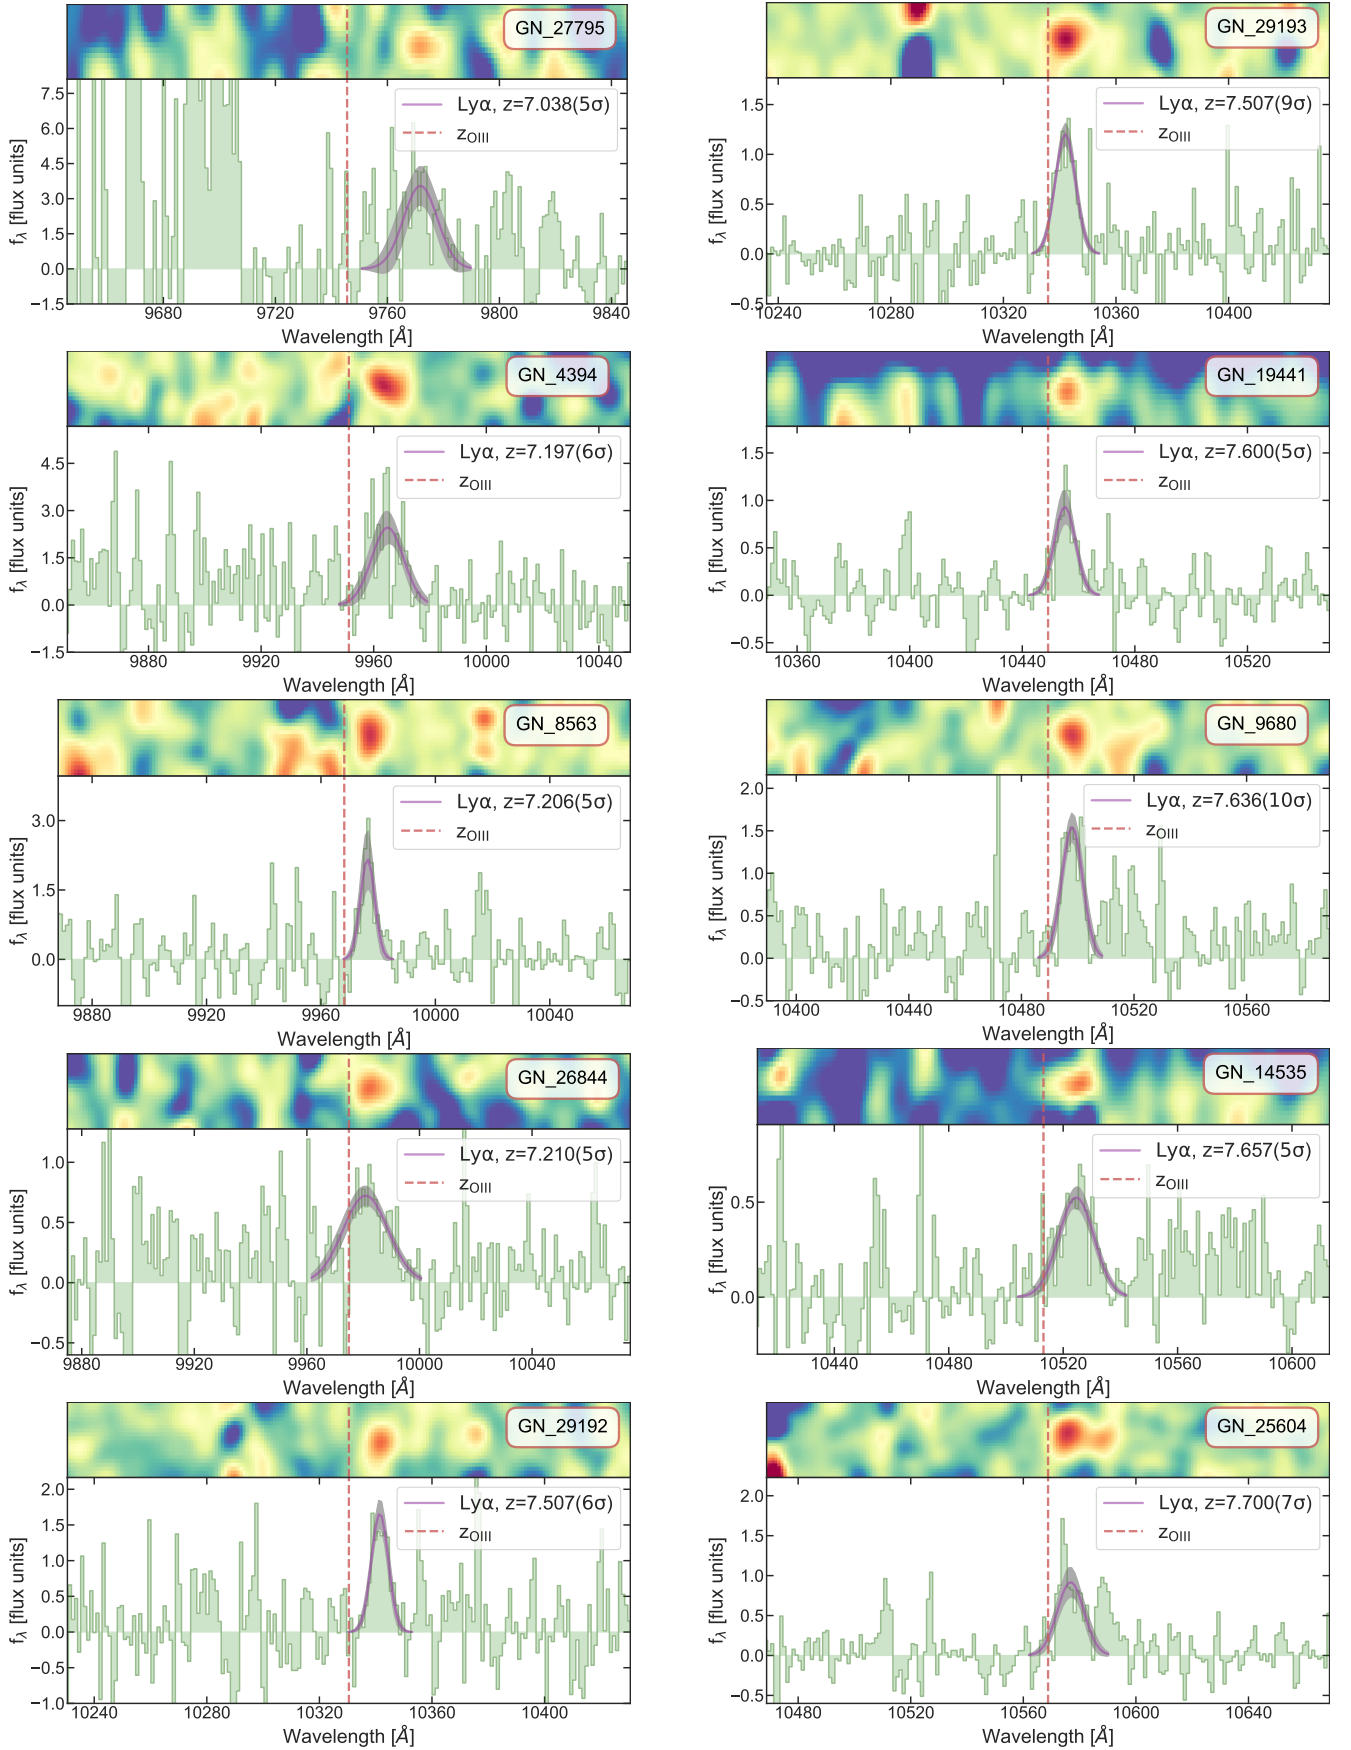 GN_27795
Lyα, z=7.038(5σ)
zOIII
fλ [flux units]
7.5
6.0
4.5
3.0
1.5
0.0
−1.5
9680 9720 9760 9800 9840
Wavelength [Å]
GN_29193
Lyα, z=7.507(9σ)
zOIII
fλ [flux units]
1.5
1.0
0.5
0.0
−0.5
10240 10280 10320 10360 10400
Wavelength [Å]
GN_4394
Lyα, z=7.197(6σ)
zOIII
fλ [flux units]
4.5
3.0
1.5
0.0
−1.5
9880 9920 9960 10000 10040
Wavelength [Å]
GN_19441
Lyα, z=7.600(5σ)
zOIII
fλ [flux units]
1.5
1.0
0.5
0.0
−0.5
10360 10400 10440 10480 10520
Wavelength [Å]
GN_8563
Lyα, z=7.206(5σ)
zOIII
fλ [flux units]
3.0
1.5
0.0
9880 9920 9960 10000 10040
Wavelength [Å]
GN_9680
Lyα, z=7.636(10σ)
zOIII
fλ [flux units]
2.0
1.5
1.0
0.5
0.0
−0.5
10400 10440 10480 10520 10560
Wavelength [Å]
GN_26844
Lyα, z=7.210(5σ)
zOIII
fλ [flux units]
1.0
0.5
0.0
−0.5
9880 9920 9960 10000 10040
Wavelength [Å]
GN_14535
Lyα, z=7.657(5σ)
zOIII
fλ [flux units]
0.5
0.0
10440 10480 10520 10560 10600
Wavelength [Å]
GN_29192
Lyα, z=7.507(6σ)
zOIII
fλ [flux units]
2.0
1.5
1.0
0.5
0.0
−0.5
−1.0
10240 10280 10320 10360 10400
Wavelength [Å]
GN_25604
Lyα, z=7.700(7σ)
zOIII
fλ [flux units]
2.0
1.5
1.0
0.5
0.0
−0.5
10480 10520 10560 10600 10640
Wavelength [Å]